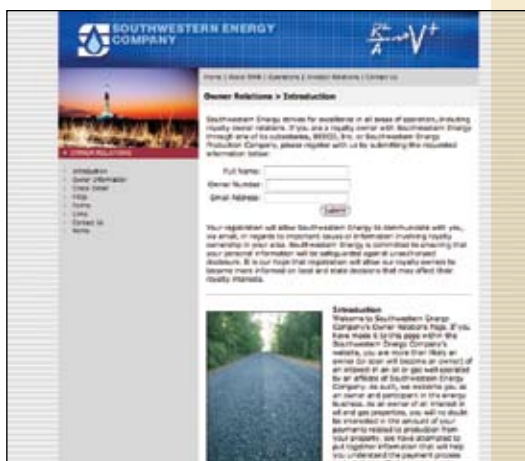 SOUTHWESTERN ENERGY
COMPANY
R² V+
A
Home | About SWN | Operations | Investor Relations | Contact Us
Owner Relations > Introduction
OWNER RELATIONS
Introduction
Owner Information
Check Detail
FAQs
Forms
Links
Contact Us
Home
Southwestern Energy strives for excellence in all areas of operation, including
royalty owner relations. If you are a royalty owner with Southwestern Energy
through one of its subsidiaries, SEECO, Inc. or Southwestern Energy
Production Company, please register with us by submitting the requested
information below:
Full Name:
Owner Number:
Email Address:
Submit
Your registration will allow Southwestern Energy to communicate with you,
via email, in regards to important issues or information involving royalty
ownership in your area. Southwestern Energy is committed to ensuring that
your personal information will be safeguarded against unauthorized
disclosure. It is our hope that registration will allow our royalty owners to
become more informed on local and state decisions that may affect their
royalty interests.
Introduction
Welcome to Southwestern Energy
Company's Owner Relations Page. If you
have made it to this page within the
Southwestern Energy Company's
website, you are more than likely an
owner (or soon will become an owner) of
an interest in an oil or gas well operated
by an affiliate of Southwestern Energy
Company. As such, we welcome you as
an owner and participant in the energy
business. As an owner of an interest in
oil and gas properties, you will no doubt
be interested in the amount of your
payments related to production from
your property. We have attempted to
put together information that will help
you understand the payment process